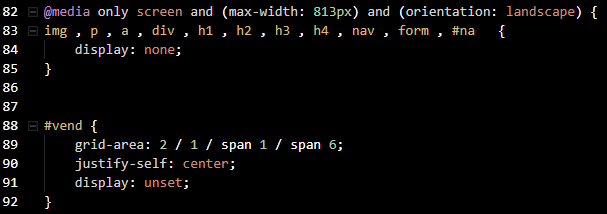 82 @media only screen and (max-width: 813px) and (orientation: landscape) {
83 img , p , a , div , h1 , h2 , h3 , h4 , nav , form , #na {
84 display: none;
85 }
86
87
88 #vend {
89 grid-area: 2 / 1 / span 1 / span 6;
90 justify-self: center;
91 display: unset;
92 }